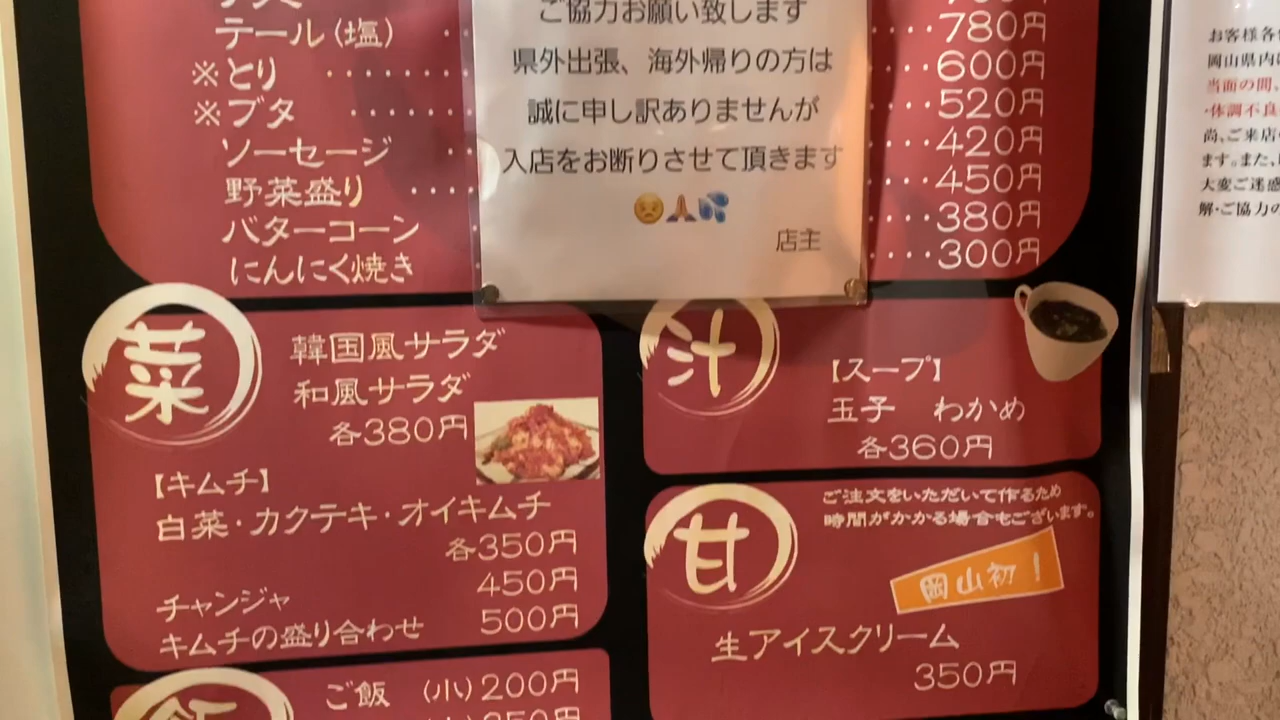 テール(塩)
780円
※とり
600円
※ブタ
520円
ソーセージ
420円
野菜盛り
450円
バターコーン
380円
にんにく焼き
300円
ご協力お願い致します
県外出張、海外帰りの方は
誠に申し訳ありませんが
入店をお断りさせて頂きます
😣🙏💦
店主
お客様各
岡山県内
当面の間、
・体調不良
尚、ご来店
ます。また、
大変ご迷惑
解・ご協力の
菜
韓国風サラダ
和風サラダ
各380円
【キムチ】
白菜・カクテキ・オイキムチ
各350円
チャンジャ
450円
キムチの盛り合わせ
500円
汁
【スープ】
玉子 わかめ
各360円
甘
ご注文をいただいて作るため
時間がかかる場合もございます。
岡山初!
生アイスクリーム
350円
ご飯 (小)200円